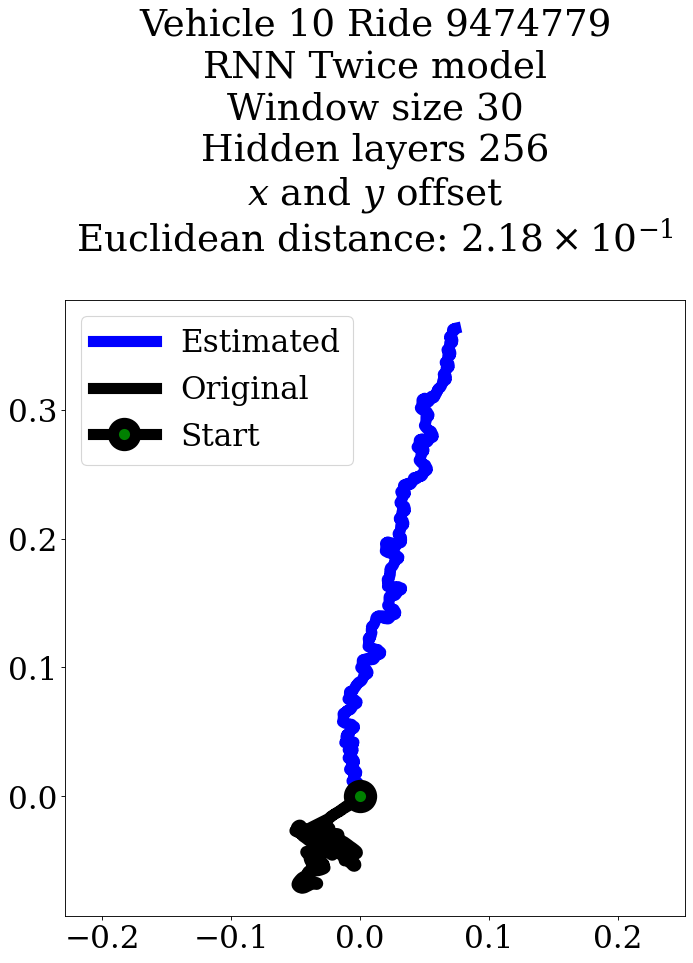 Vehicle 10 Ride 9474779
RNN Twice model
Window size 30
Hidden layers 256
x and y offset
Euclidean distance: 2.18 × 10⁻¹
Estimated
Original
Start
0.3
0.2
0.1
0.0
−0.2 −0.1 0.0 0.1 0.2